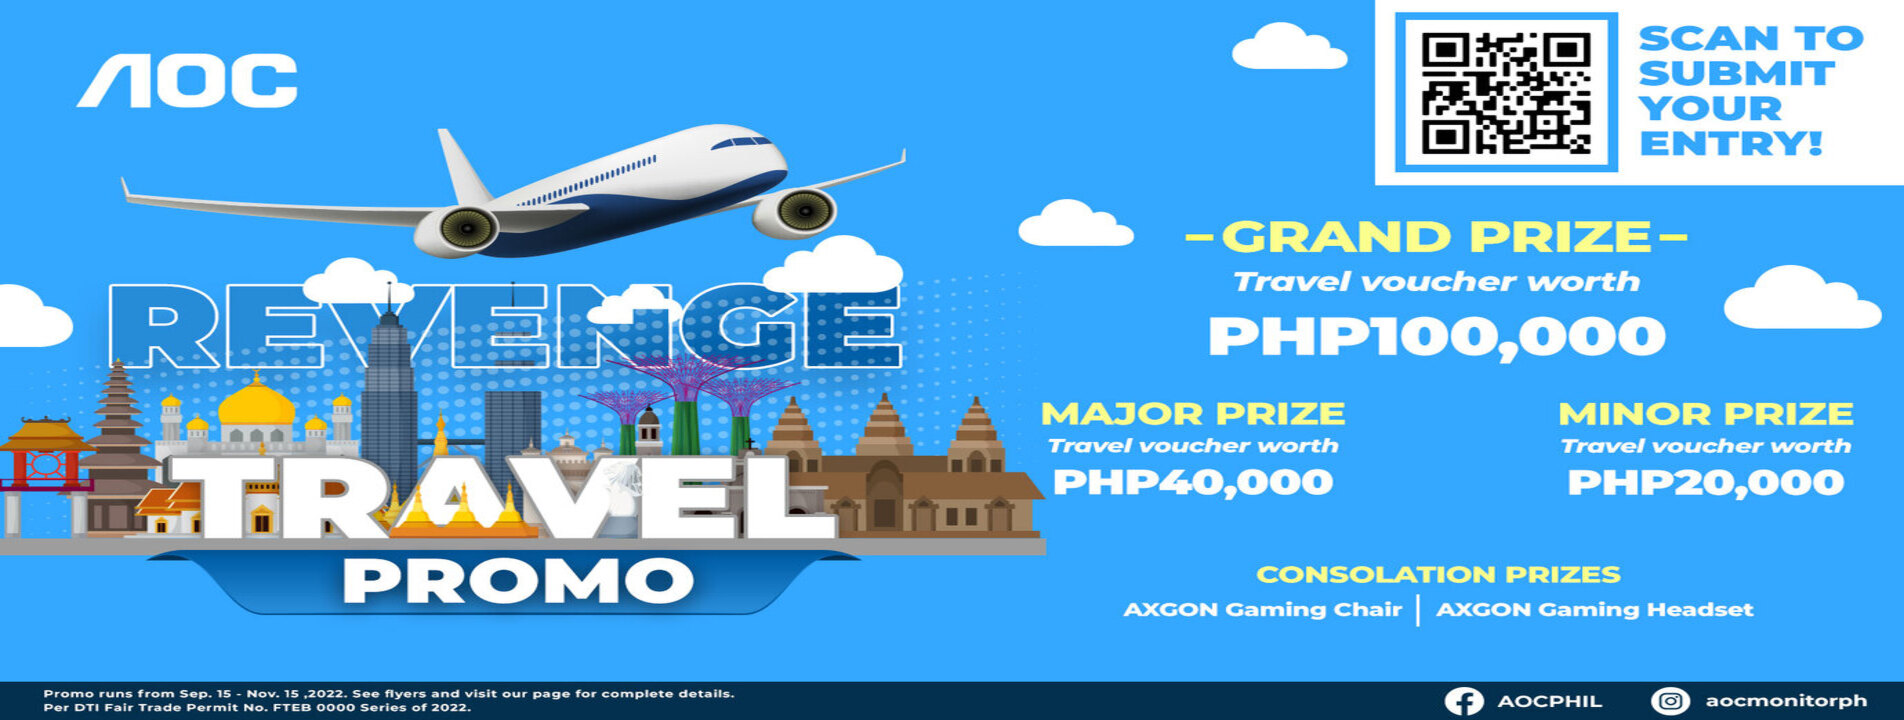 AOC
REVENGE
TRAVEL
PROMO
SCAN TO
SUBMIT
YOUR
ENTRY!
-GRAND PRIZE-
Travel voucher worth
PHP100,000
MAJOR PRIZE
Travel voucher worth
PHP40,000
MINOR PRIZE
Travel voucher worth
PHP20,000
CONSOLATION PRIZES
AXGON Gaming Chair | AXGON Gaming Headset
Promo runs from Sep. 15 - Nov. 15 ,2022. See flyers and visit our page for complete details.
Per DTI Fair Trade Permit No. FTEB 0000 Series of 2022.
AOCPHIL
aocmonitorph